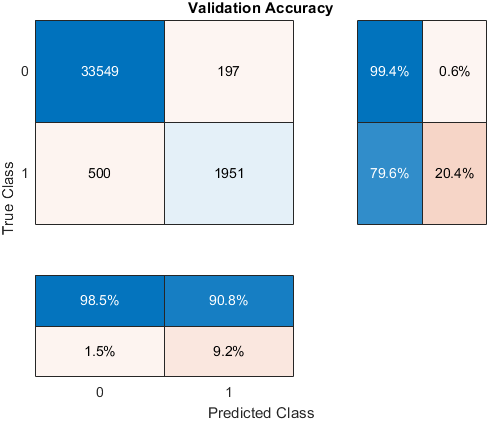 Validation Accuracy
True Class
0 33549 197 99.4% 0.6%
1 500 1951 79.6% 20.4%
98.5% 90.8%
1.5% 9.2%
0 1
Predicted Class